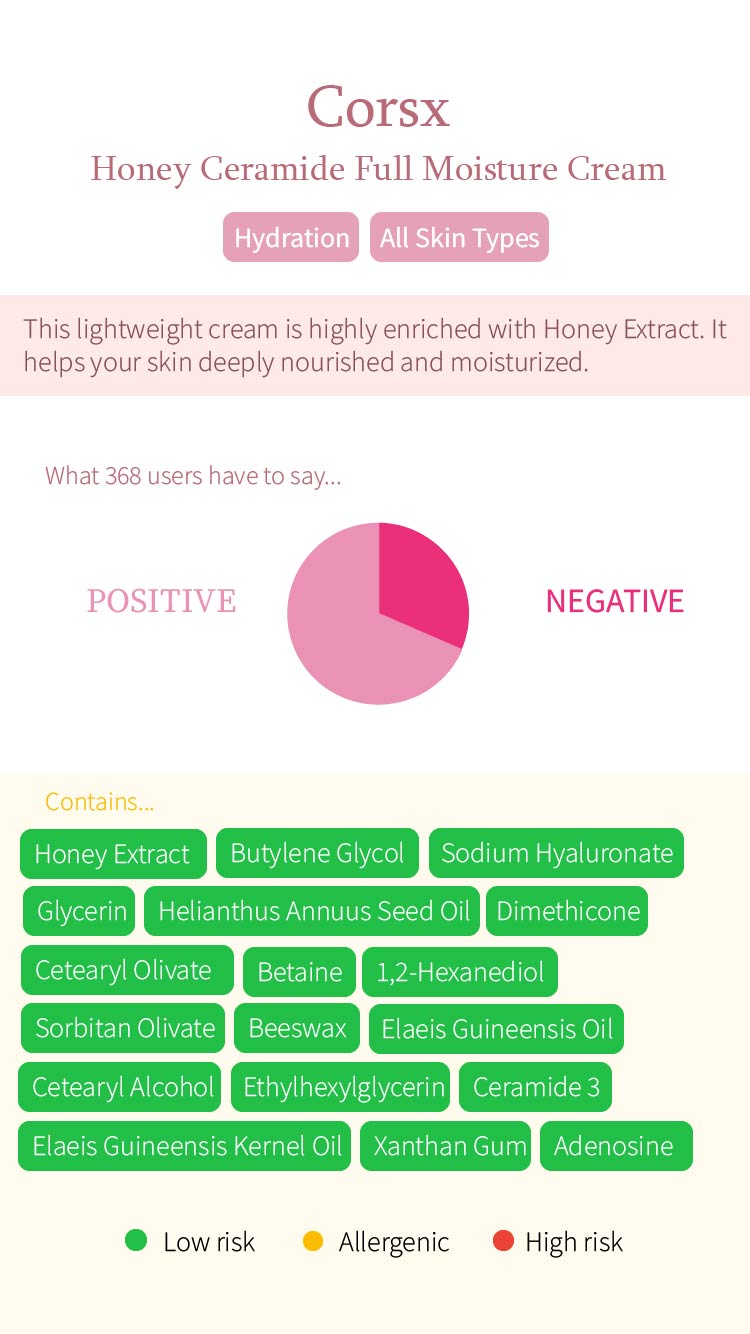 Corsx
Honey Ceramide Full Moisture Cream
Hydration All Skin Types
This lightweight cream is highly enriched with Honey Extract. It
helps your skin deeply nourished and moisturized.
What 368 users have to say...
POSITIVE NEGATIVE
Contains...
Honey Extract Butylene Glycol Sodium Hyaluronate
Glycerin Helianthus Annuus Seed Oil Dimethicone
Cetearyl Olivate Betaine 1,2-Hexanediol
Sorbitan Olivate Beeswax Elaeis Guineensis Oil
Cetearyl Alcohol Ethylhexylglycerin Ceramide 3
Elaeis Guineensis Kernel Oil Xanthan Gum Adenosine
Low risk Allergenic High risk